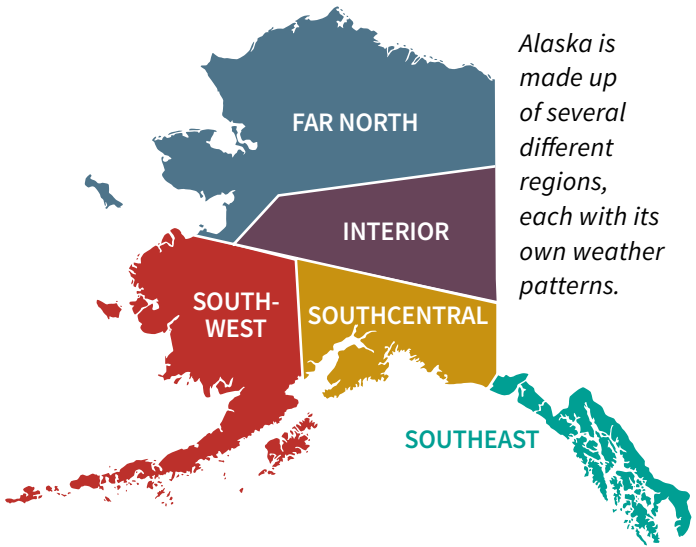 Alaska is
made up
of several
different
regions,
each with its
own weather
patterns.
FAR NORTH
INTERIOR
SOUTH-
WEST
SOUTHCENTRAL
SOUTHEAST